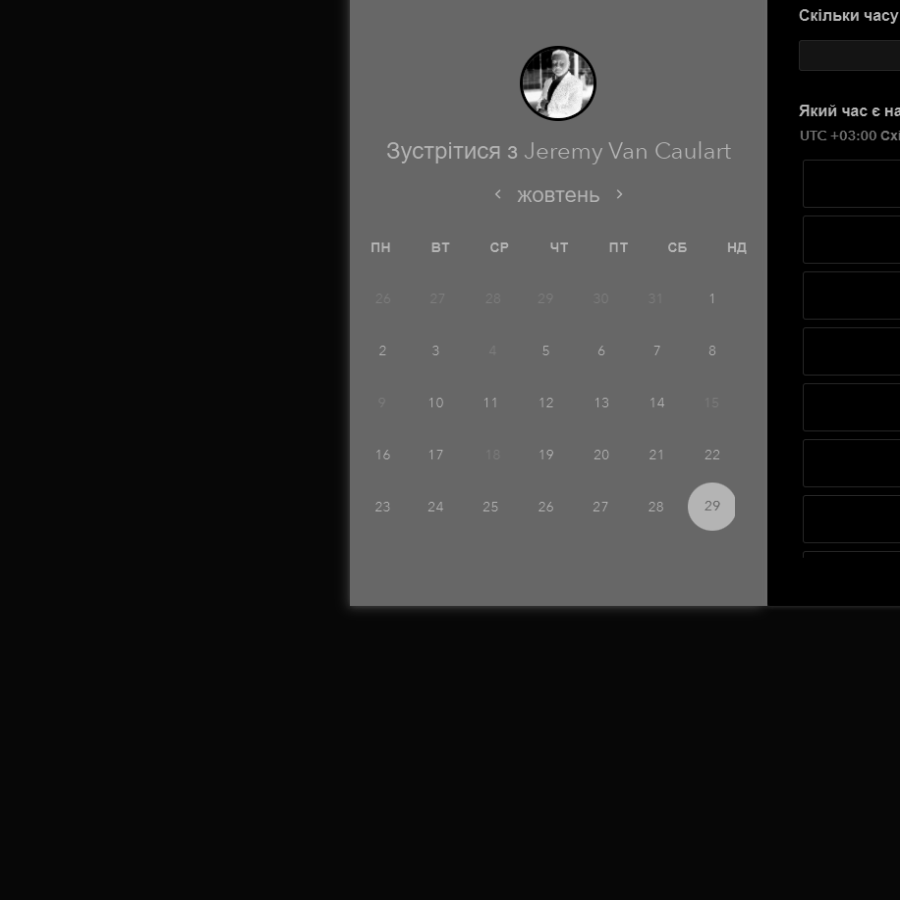 Скільки часу
Який час є на
UTC +03:00 Схі
Зустрітися з Jeremy Van Caulart
жовтень
ПН ВТ СР ЧТ ПТ СБ НД
26 27 28 29 30 31 1
2 3 4 5 6 7 8
9 10 11 12 13 14 15
16 17 18 19 20 21 22
23 24 25 26 27 28 29